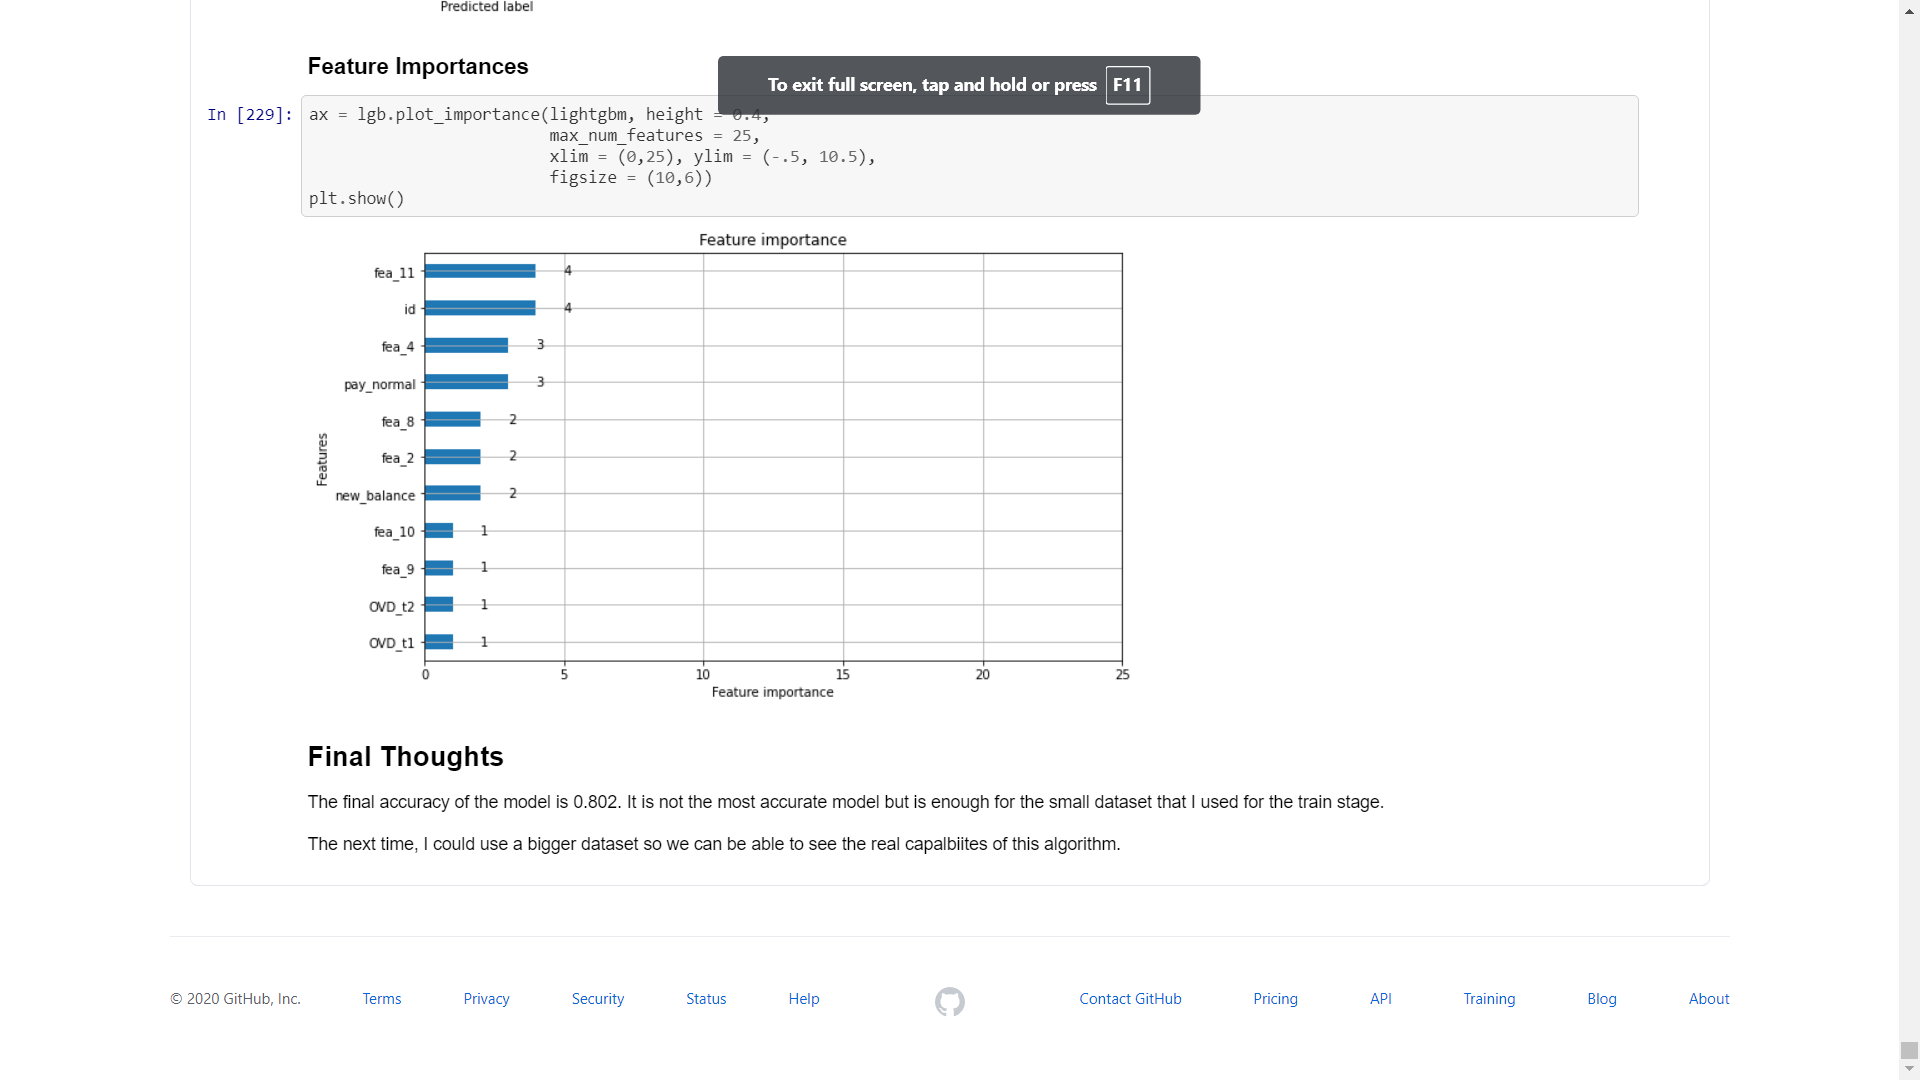 Predicted label
Feature Importances
To exit full screen, tap and hold or press F11
In [229]: ax = lgb.plot_importance(lightgbm, height = 0.4,
max_num_features = 25,
xlim = (0,25), ylim = (-.5, 10.5),
figsize = (10,6))
plt.show()
Feature importance
fea_11 4
id 4
fea_4 3
pay_normal 3
fea_8 2
Features
fea_2 2
new_balance 2
fea_10 1
fea_9 1
OVD_t2 1
OVD_t1 1
0 5 10 15 20 25
Feature importance
Final Thoughts
The final accuracy of the model is 0.802. It is not the most accurate model but is enough for the small dataset that I used for the train stage.
The next time, I could use a bigger dataset so we can be able to see the real capalbiites of this algorithm.
© 2020 GitHub, Inc. Terms Privacy Security Status Help Contact GitHub Pricing API Training Blog About